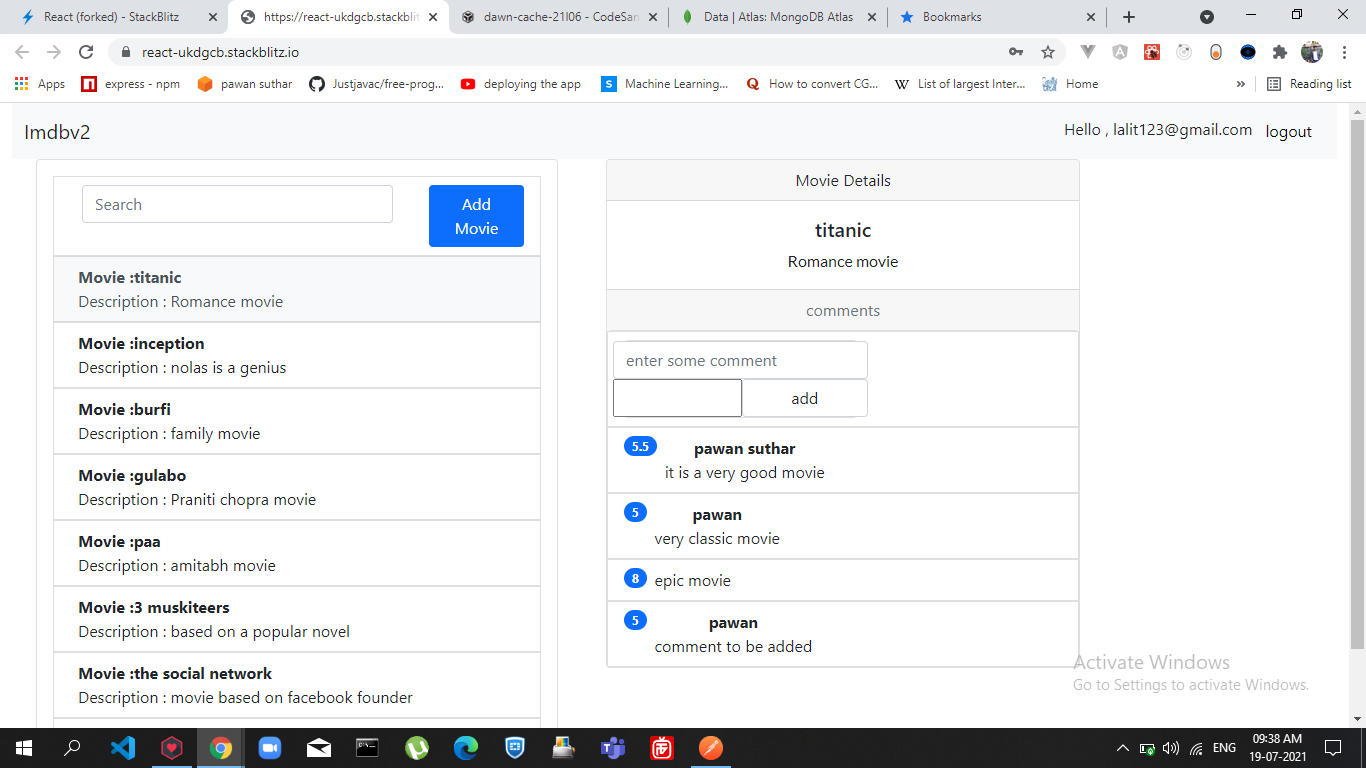 React (forked) - StackBlitz
https://react-ukdgcb.stackblitz
dawn-cache-21l06 - CodeSan
Data | Atlas: MongoDB Atlas
Bookmarks
react-ukdgcb.stackblitz.io
Apps
express - npm
pawan suthar
Justjavac/free-prog...
deploying the app
Machine Learning...
How to convert CG...
List of largest Inter...
Home
»
Reading list
Imdbv2
Hello , lalit123@gmail.com
logout
Search
Add
Movie
Movie :titanic
Description : Romance movie
Movie :inception
Description : nolas is a genius
Movie :burfi
Description : family movie
Movie :gulabo
Description : Praniti chopra movie
Movie :paa
Description : amitabh movie
Movie :3 muskiteers
Description : based on a popular novel
Movie :the social network
Description : movie based on facebook founder
Movie Details
titanic
Romance movie
comments
enter some comment
add
5.5 pawan suthar
it is a very good movie
5 pawan
very classic movie
8 epic movie
5 pawan
comment to be added
Activate Windows
Go to Settings to activate Windows.
ENG
09:38 AM
19-07-2021